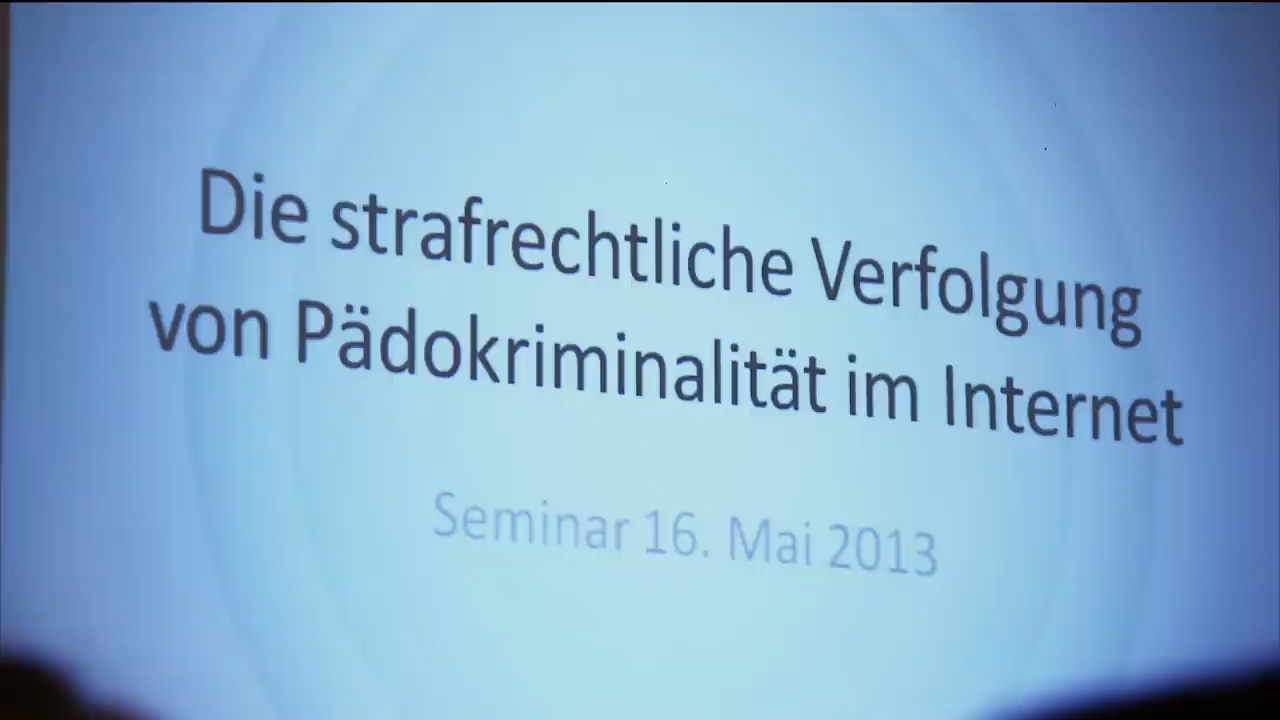 Die strafrechtliche Verfolgung
von Pädokriminalität im Internet
Seminar 16. Mai 2013